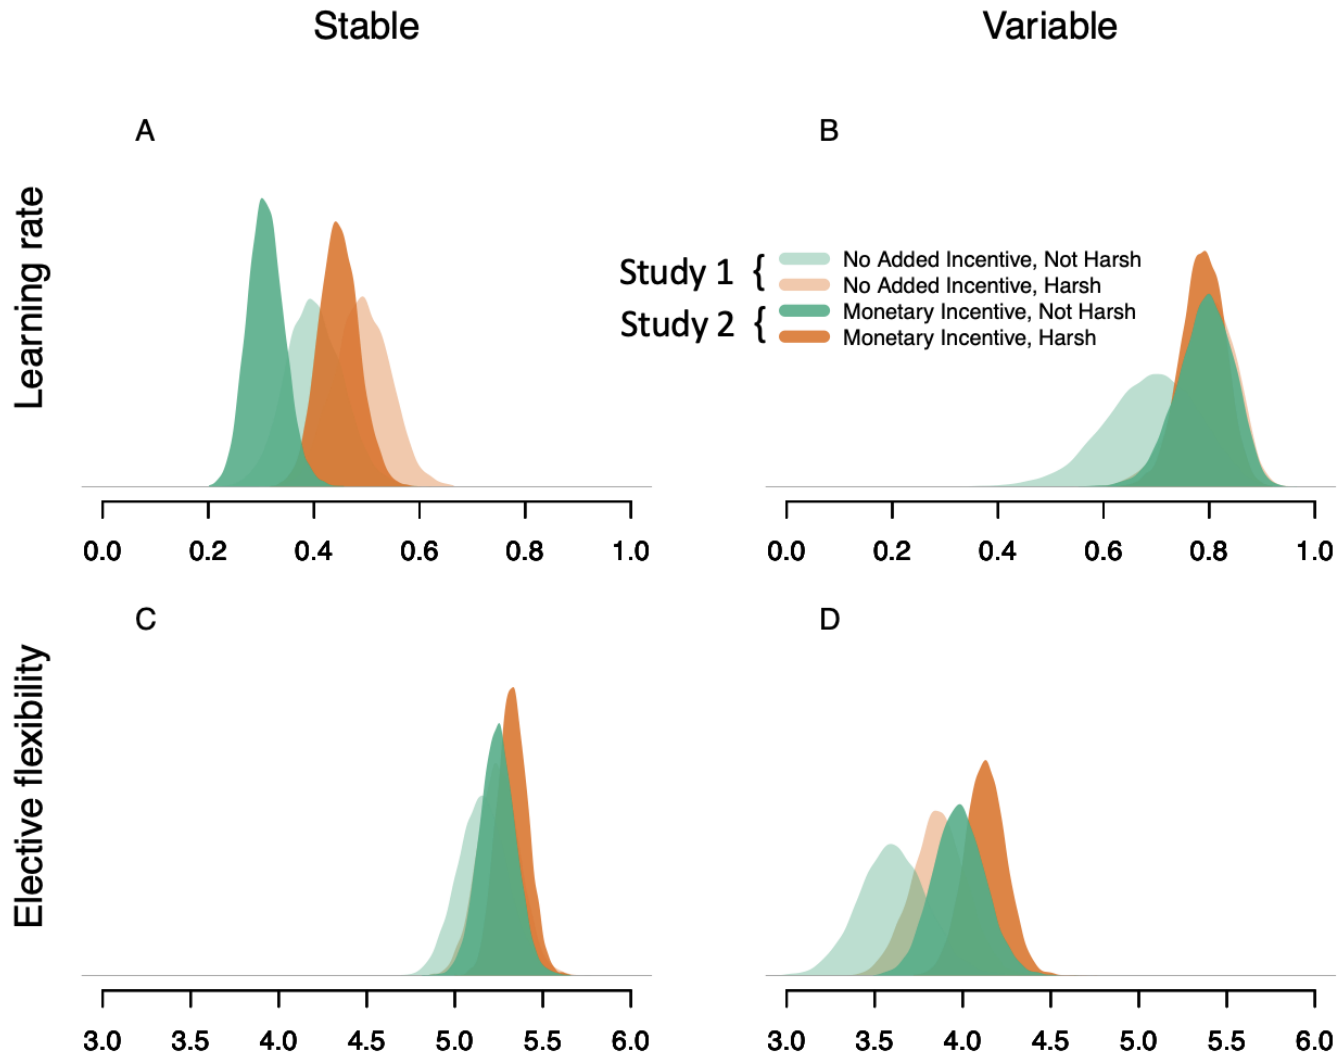 Stable
Variable
A
B
Learning rate
Study 1 {
No Added Incentive, Not Harsh
No Added Incentive, Harsh
Study 2 {
Monetary Incentive, Not Harsh
Monetary Incentive, Harsh
0.0 0.2 0.4 0.6 0.8 1.0
0.0 0.2 0.4 0.6 0.8 1.0
C
D
Elective flexibility
3.0 3.5 4.0 4.5 5.0 5.5 6.0
3.0 3.5 4.0 4.5 5.0 5.5 6.0